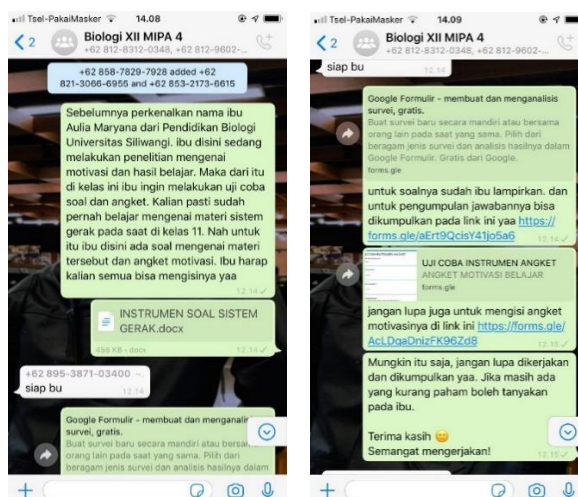 Tsel-PakaiMasker 14.08
2 Biologi XII MIPA 4
+62 812-8312-0348, +62 812-9602-...
+62 858-7829-7928 added +62
821-3066-6955 and +62 853-2173-6615
Sebelumnya perkenalkan nama ibu
Aulia Maryana dari Pendidikan Biologi
Universitas Siliwangi. ibu disini sedang
melakukan penelitian mengenai
motivasi dan hasil belajar. Maka dari itu
di kelas ini ibu ingin melakukan uji coba
soal dan angket. Kalian pasti sudah
pernah belajar mengenai materi sistem
gerak pada saat di kelas 11. Nah untuk
itu ibu disini ada soal mengenai materi
tersebut dan angket motivasi. Ibu harap
kalian semua bisa mengisinya yaa
12.14
INSTRUMEN SOAL SISTEM
GERAK.docx
458 KB • docx 12.14
+62 895-3871-03400
siap bu 12.14
Google Formulir - membuat dan menganalis
survei, gratis.
Buat survei baru secara mandiri atau bersam
orang lain pada saat yang sama. Pilih dari
beragam jenis survei dan analisis hasilnya dalam
Tsel-PakaiMasker 14.09
2 Biologi XII MIPA 4
+62 812-8312-0348, +62 812-9602-...
siap bu 12.14
Google Formulir - membuat dan menganalisis
survei, gratis.
Buat survei baru secara mandiri atau bersama
orang lain pada saat yang sama. Pilih dari
beragam jenis survei dan analisis hasilnya dalam
Google Formulir. Gratis dari Google.
forms.gle
untuk soalnya sudah ibu lampirkan. dan
untuk pengumpulan jawabannya bisa
dikumpulkan pada link ini yaa https://
forms.gle/aErt9QcisY41jo5a6 12.14
UJI COBA INSTRUMEN ANGKET
ANGKET MOTIVASI BELAJAR
forms.gle
jangan lupa juga untuk mengisi angket
motivasinya di link ini https://forms.gle/
AcLDqaDnizFK96Zd8 12.15
Mungkin itu saja, jangan lupa dikerjakan
dan dikumpulkan yaa. Jika masih ada
yang kurang paham boleh tanyakan
pada ibu.
Terima kasih 😊
Semangat mengerjakan! 12.15